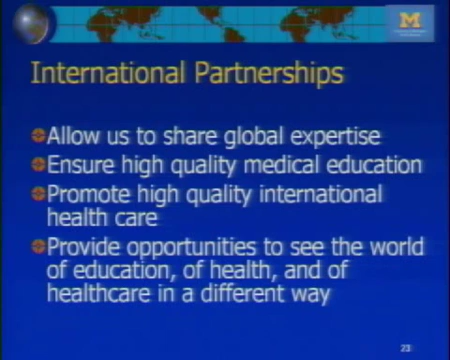 M
International Partnerships
Allow us to share global expertise
Ensure high quality medical education
Promote high quality international
health care
Provide opportunities to see the world
of education, of health, and of
healthcare in a different way
23